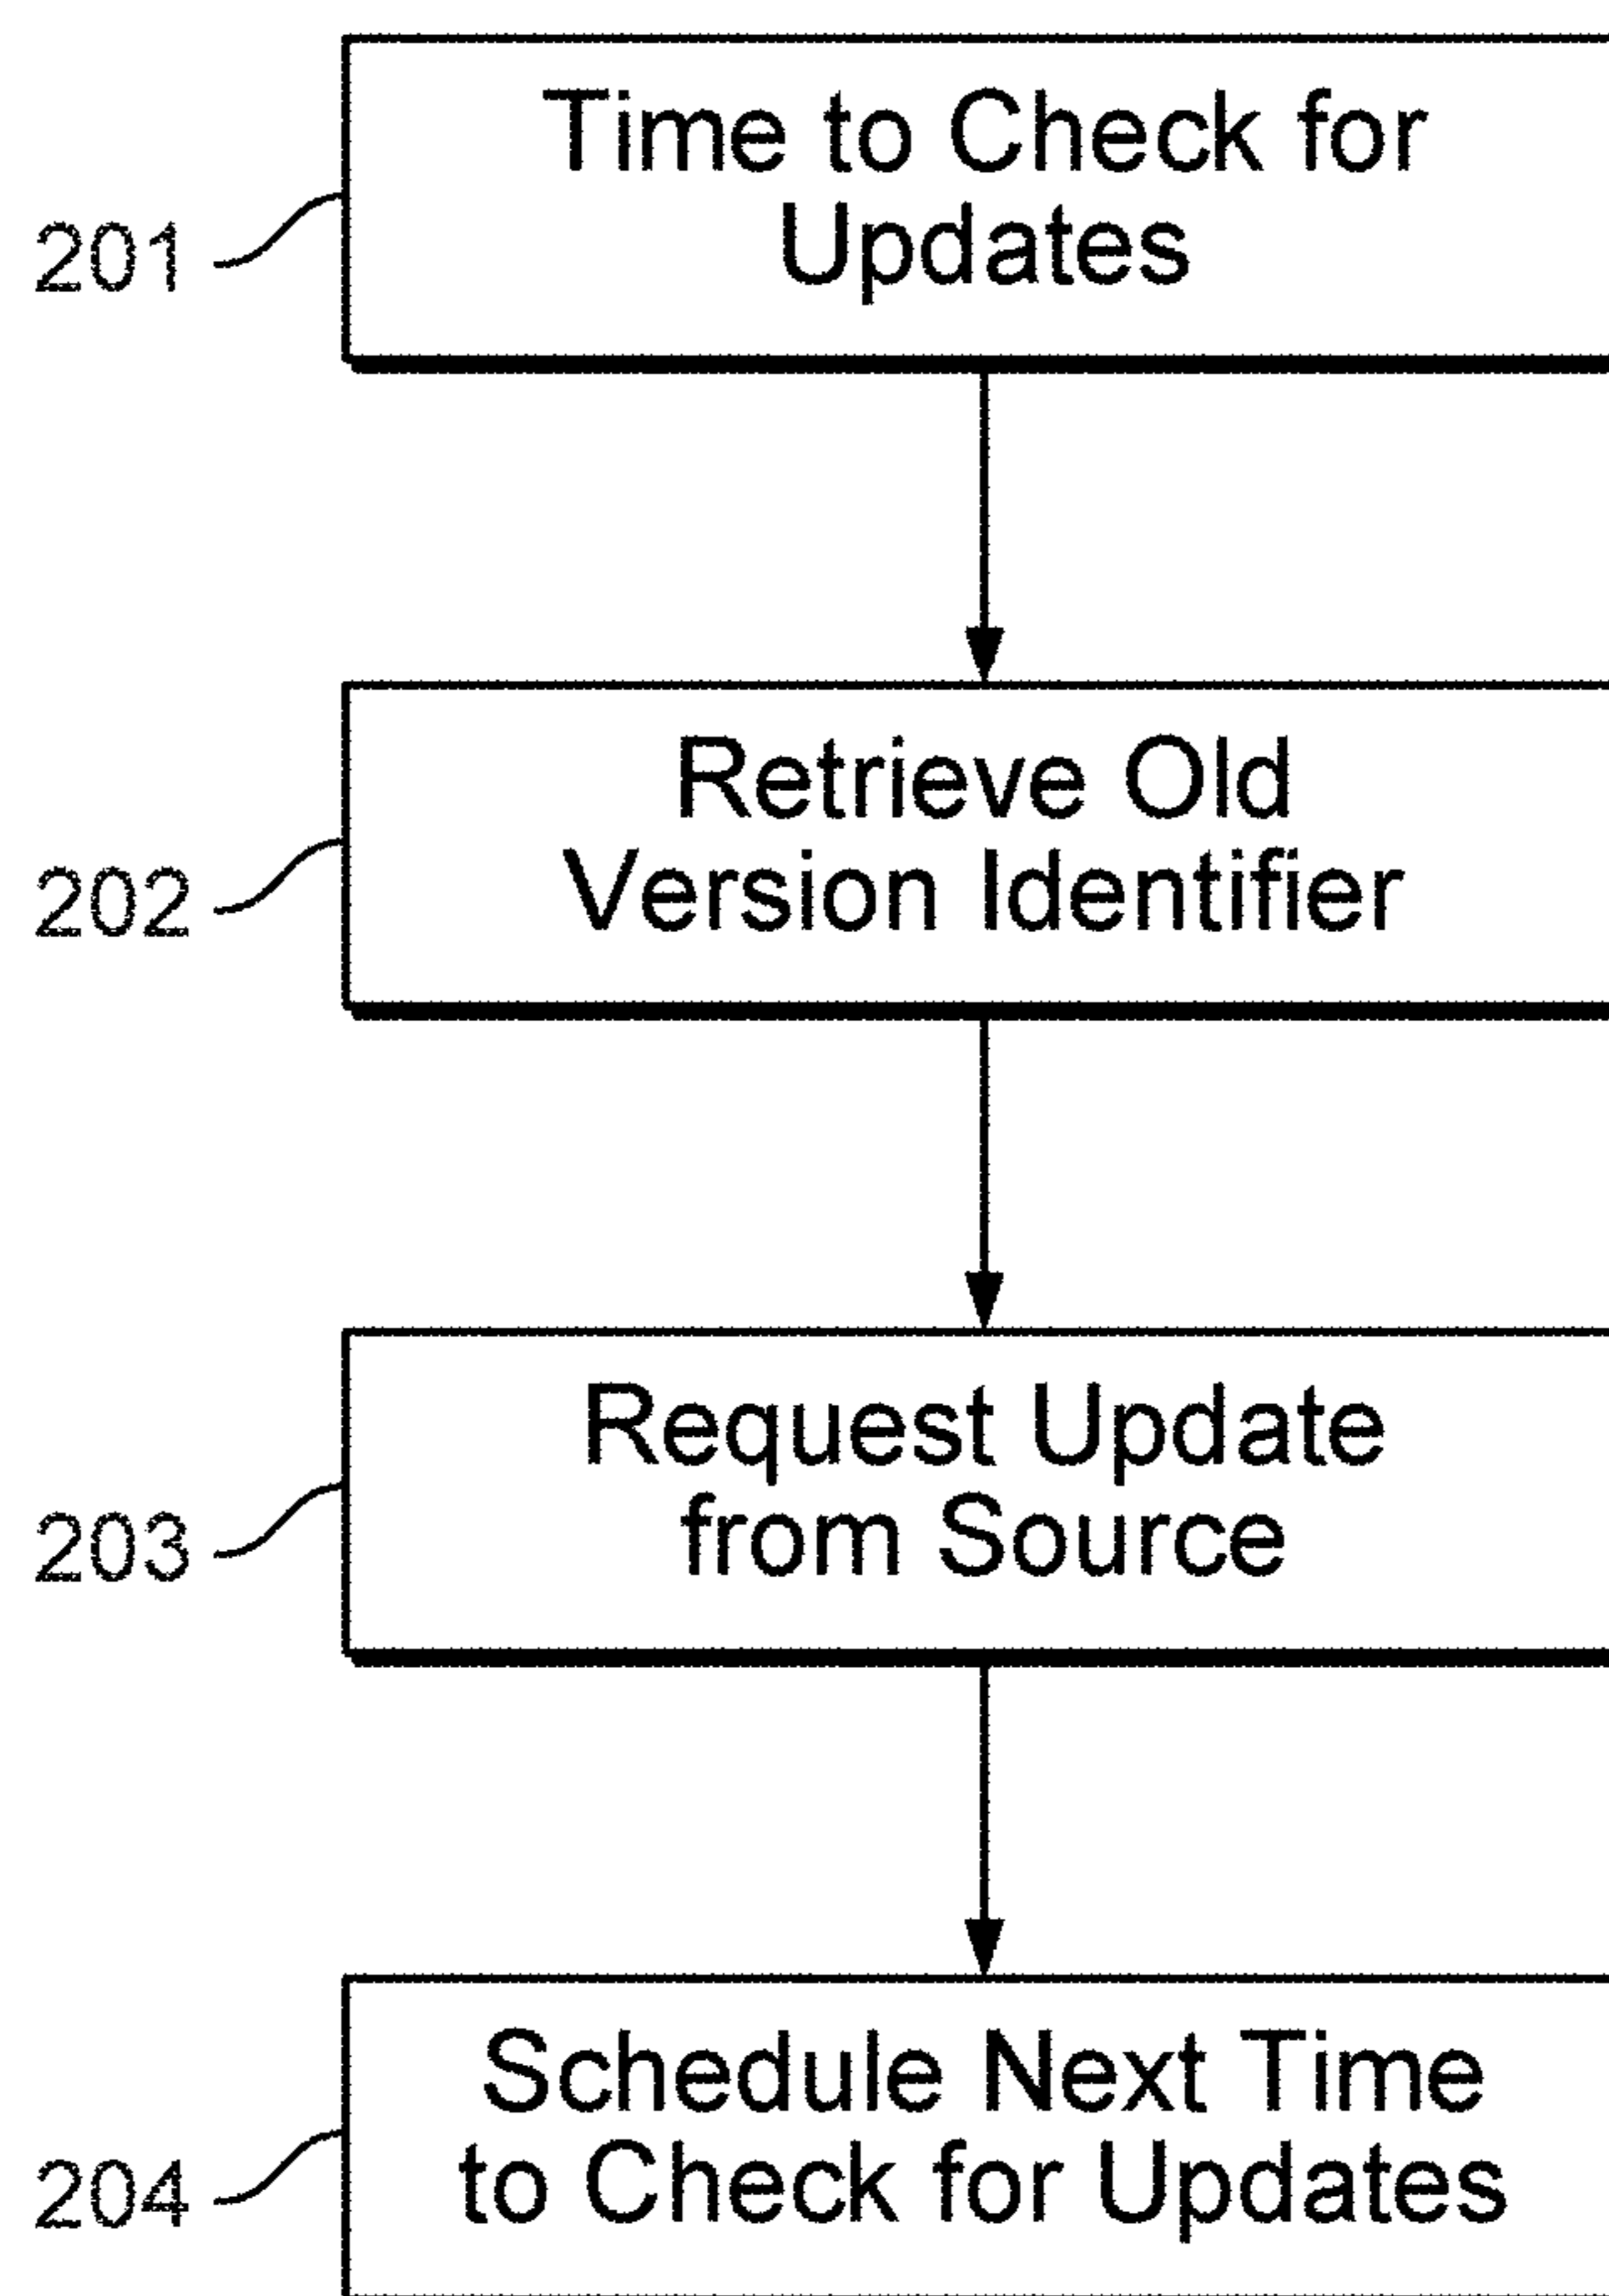 Time to Check for
Updates
201
Retrieve Old
Version Identifier
202
Request Update
from Source
203
Schedule Next Time
to Check for Updates
204